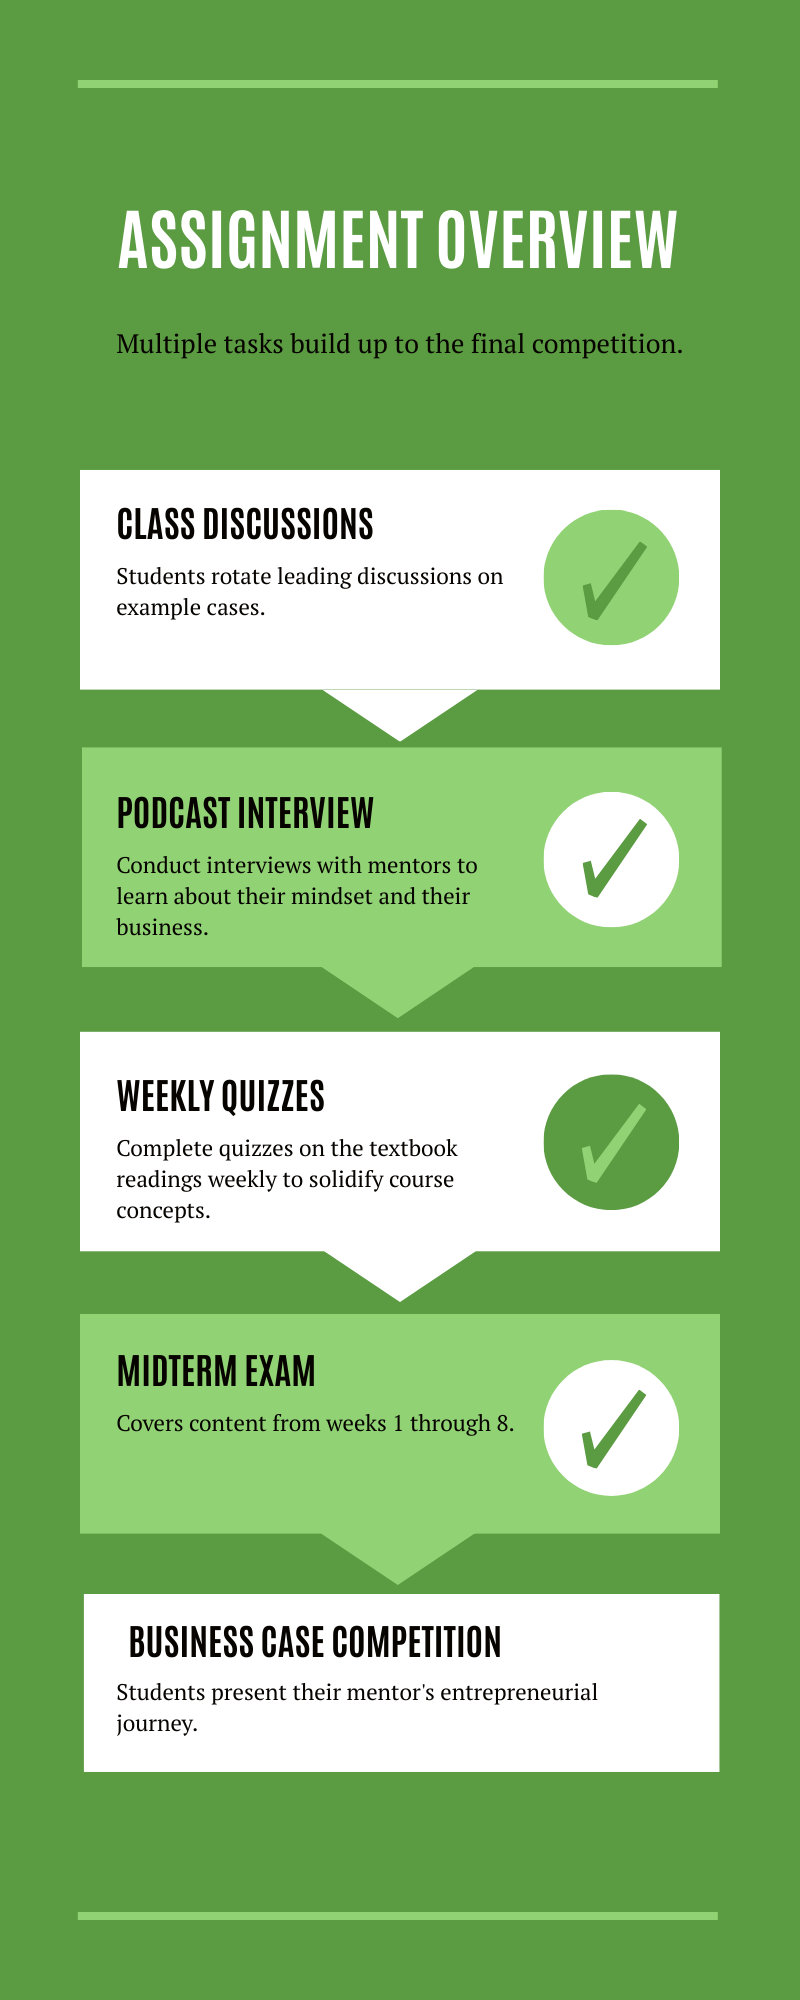 ASSIGNMENT OVERVIEW
Multiple tasks build up to the final competition.
CLASS DISCUSSIONS
Students rotate leading discussions on
example cases.
PODCAST INTERVIEW
Conduct interviews with mentors to
learn about their mindset and their
business.
WEEKLY QUIZZES
Complete quizzes on the textbook
readings weekly to solidify course
concepts.
MIDTERM EXAM
Covers content from weeks 1 through 8.
BUSINESS CASE COMPETITION
Students present their mentor's entrepreneurial
journey.